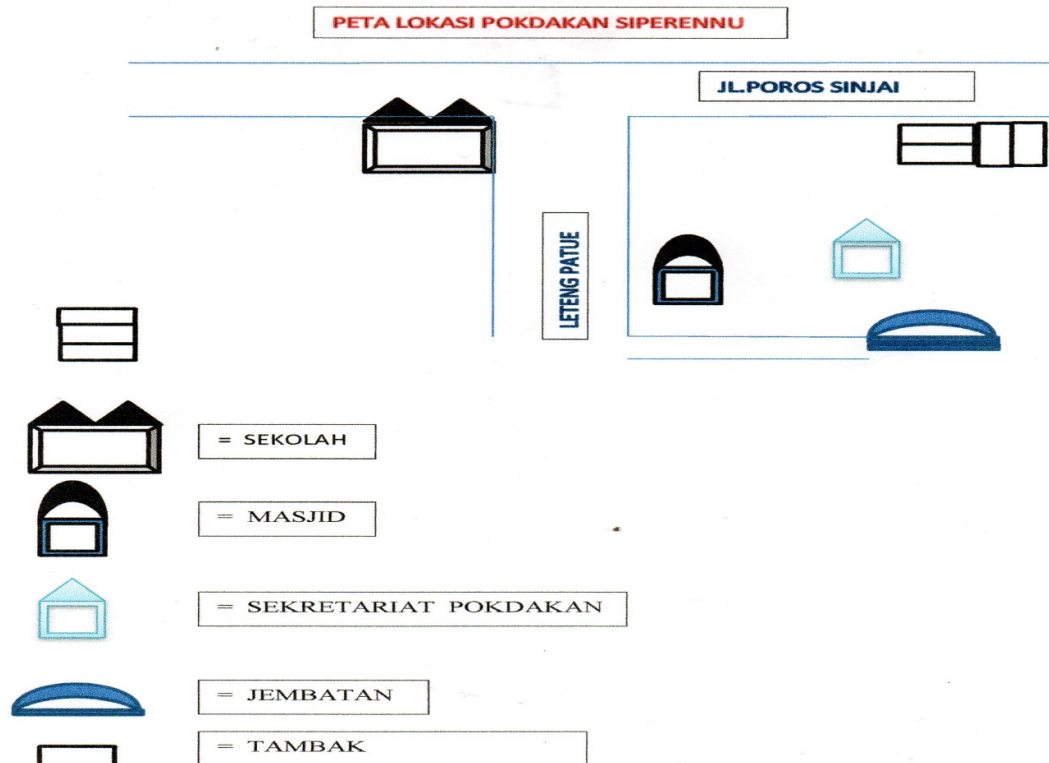 PETA LOKASI POKDAKAN SIPERENNU
JL.POROS SINJAI
LETENG PATUE
= SEKOLAH
= MASJID
= SEKRETARIAT POKDAKAN
= JEMBATAN
= TAMBAK